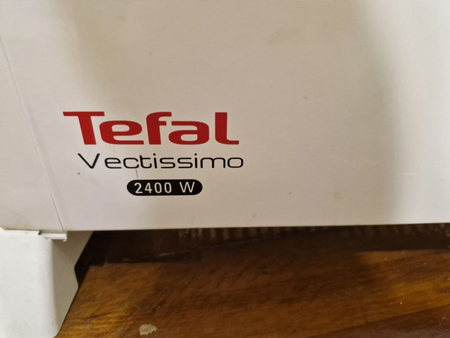 Tefal
Vectissimo
2400 W